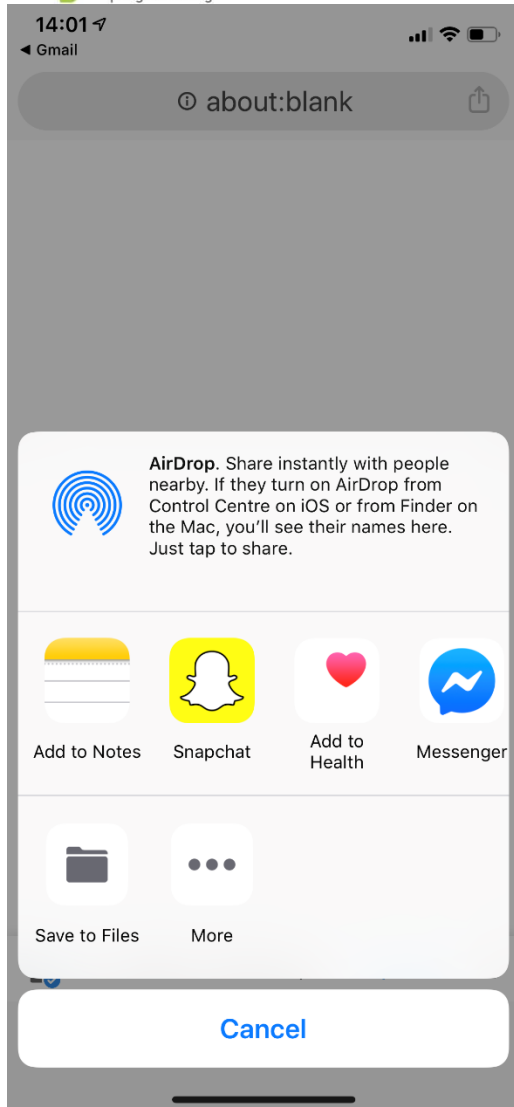 14:01
◀ Gmail
about:blank
AirDrop. Share instantly with people
nearby. If they turn on AirDrop from
Control Centre on iOS or from Finder on
the Mac, you’ll see their names here.
Just tap to share.
Add to Notes
Snapchat
Add to
Health
Messenger
Save to Files
More
Cancel